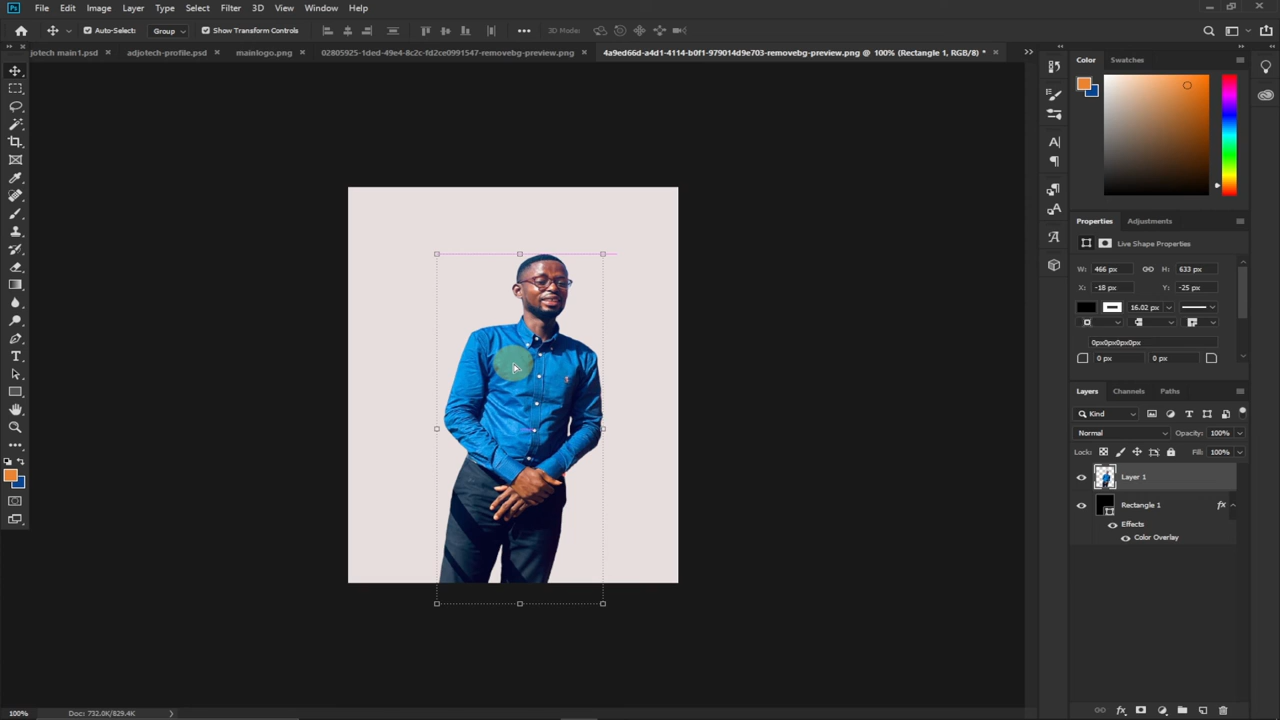 Ps File Edit Layer Type Select Filter 3D View Window Help
Auto-Select: Group Show Transform Controls 3D Mode:
jotech main1.psd adjotech-profile.psd mainlogo.png 02805925-1ded-49e4-8c2c-fd2ce0991547-removebg-preview.png 4a9ed66d-a4d1-4114-b0f1-979014d9e703-removebg-preview.png @ 100% (Rectangle 1, RGB/8) *
Color Swatches
Properties Adjustments
Live Shape Properties
W: 466 px H: 633 px
X: -18 px Y: -25 px
16.02 px
0px0px0px0px
0 px 0 px
Layers Channels Paths
Kind
Normal Opacity: 100%
Lock: Fill: 100%
Layer 1
Rectangle 1 fx
Effects
Color Overlay
100% Doc: 732.0K/829.4K